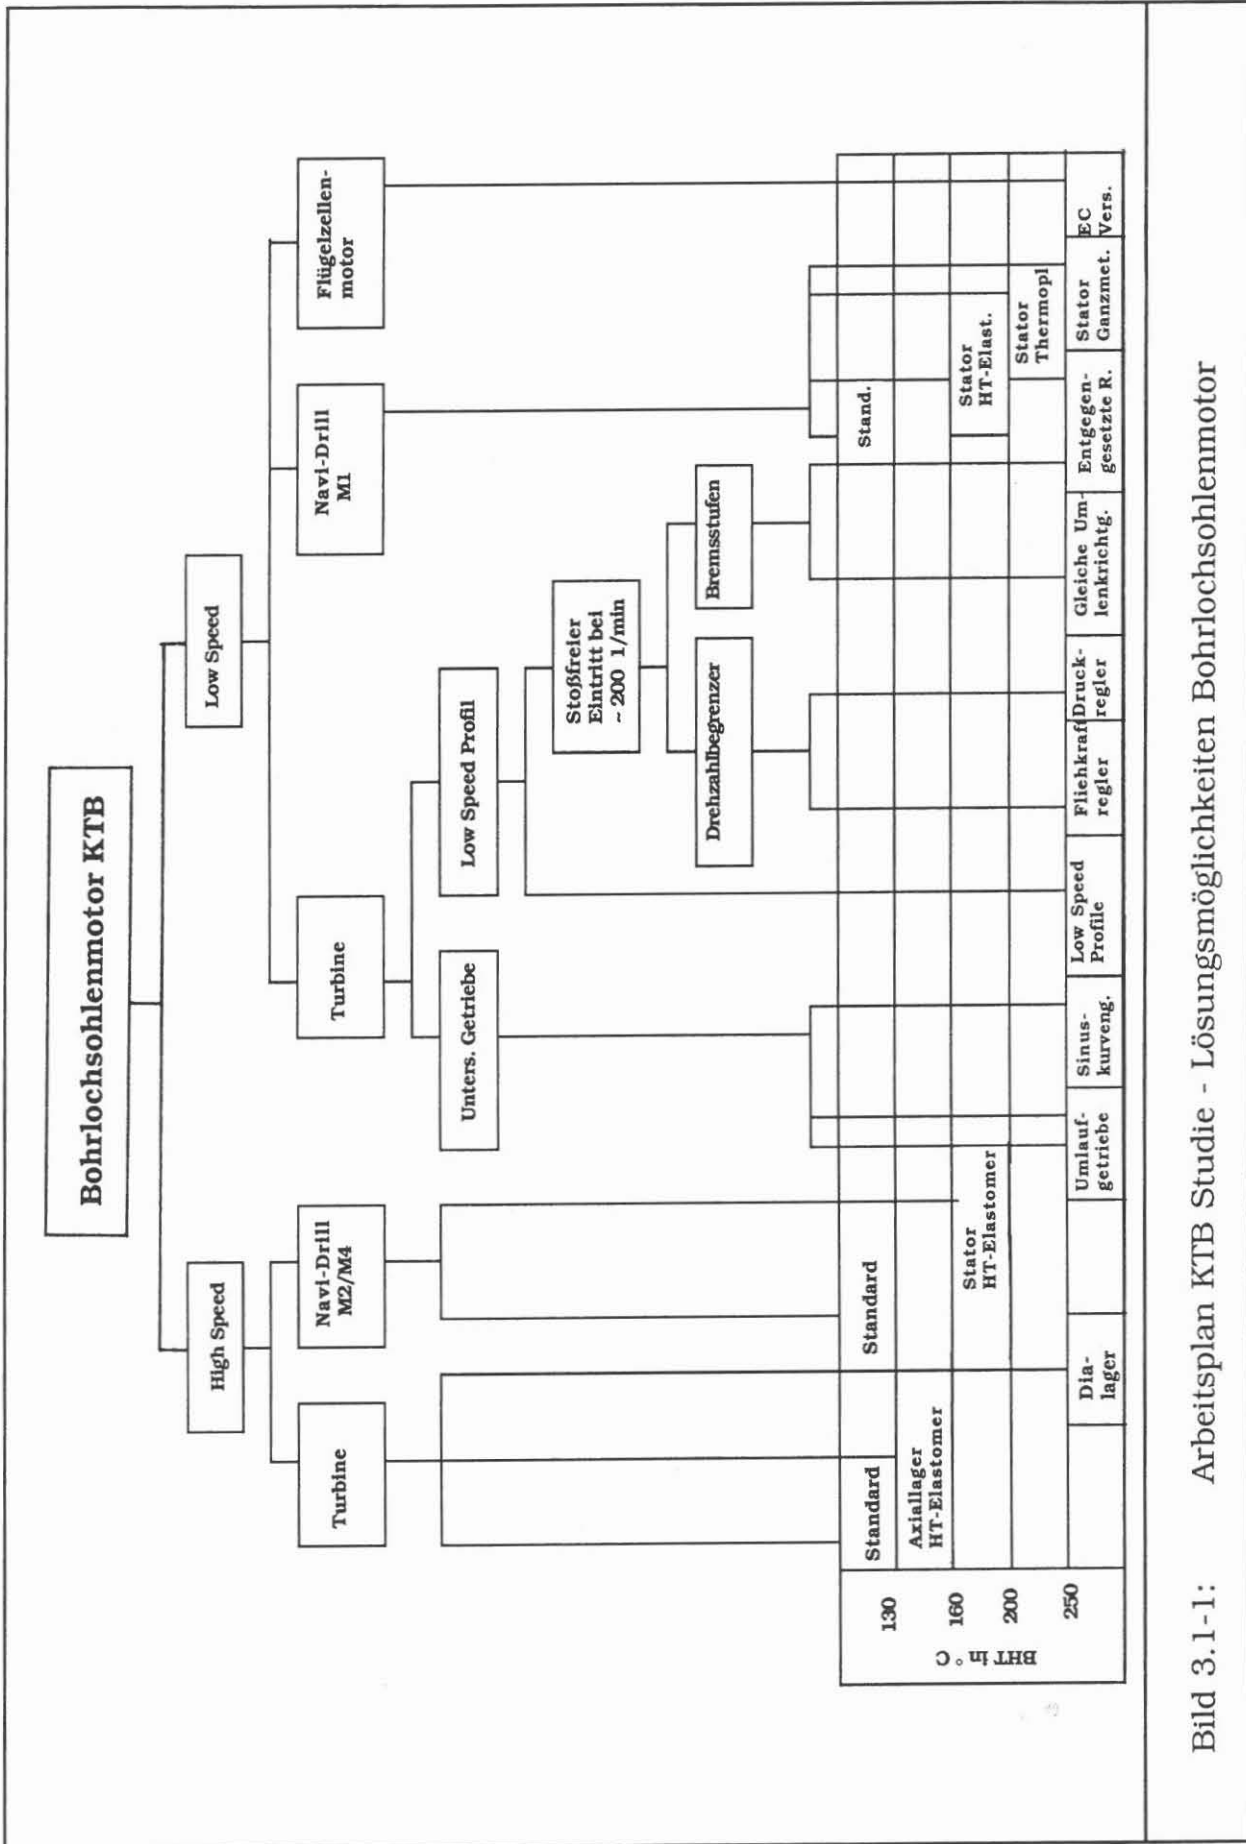 Bohrlochsohlenmotor KTB
High Speed
Low Speed
Turbine
Navi-Drill
M2/M4
Turbine
Navi-Drill
M1
Flügelzellen-
motor
Unters. Getriebe
Low Speed Profil
Stoßfreier
Eintritt bei
~ 200 1/min
Drehzahlbegrenzer
Bremsstufen
BHT in °C
130
160
200
250
Standard
Standard
Stand.
Axiallager
HT-Elastomer
Stator
HT-Elastomer
Stator
HT-Elast.
Stator
Thermopl
Dia-
lager
Umlauf-
getriebe
Sinus-
kurveng.
Low Speed
Profile
Fliehkraft
regler
Druck-
regler
Gleiche Um-
lenkrichtg.
Entgegen-
gesetzte R.
Stator
Ganzmet.
EC
Vers.
Bild 3.1-1: Arbeitsplan KTB Studie - Lösungsmöglichkeiten Bohrlochsohlenmotor